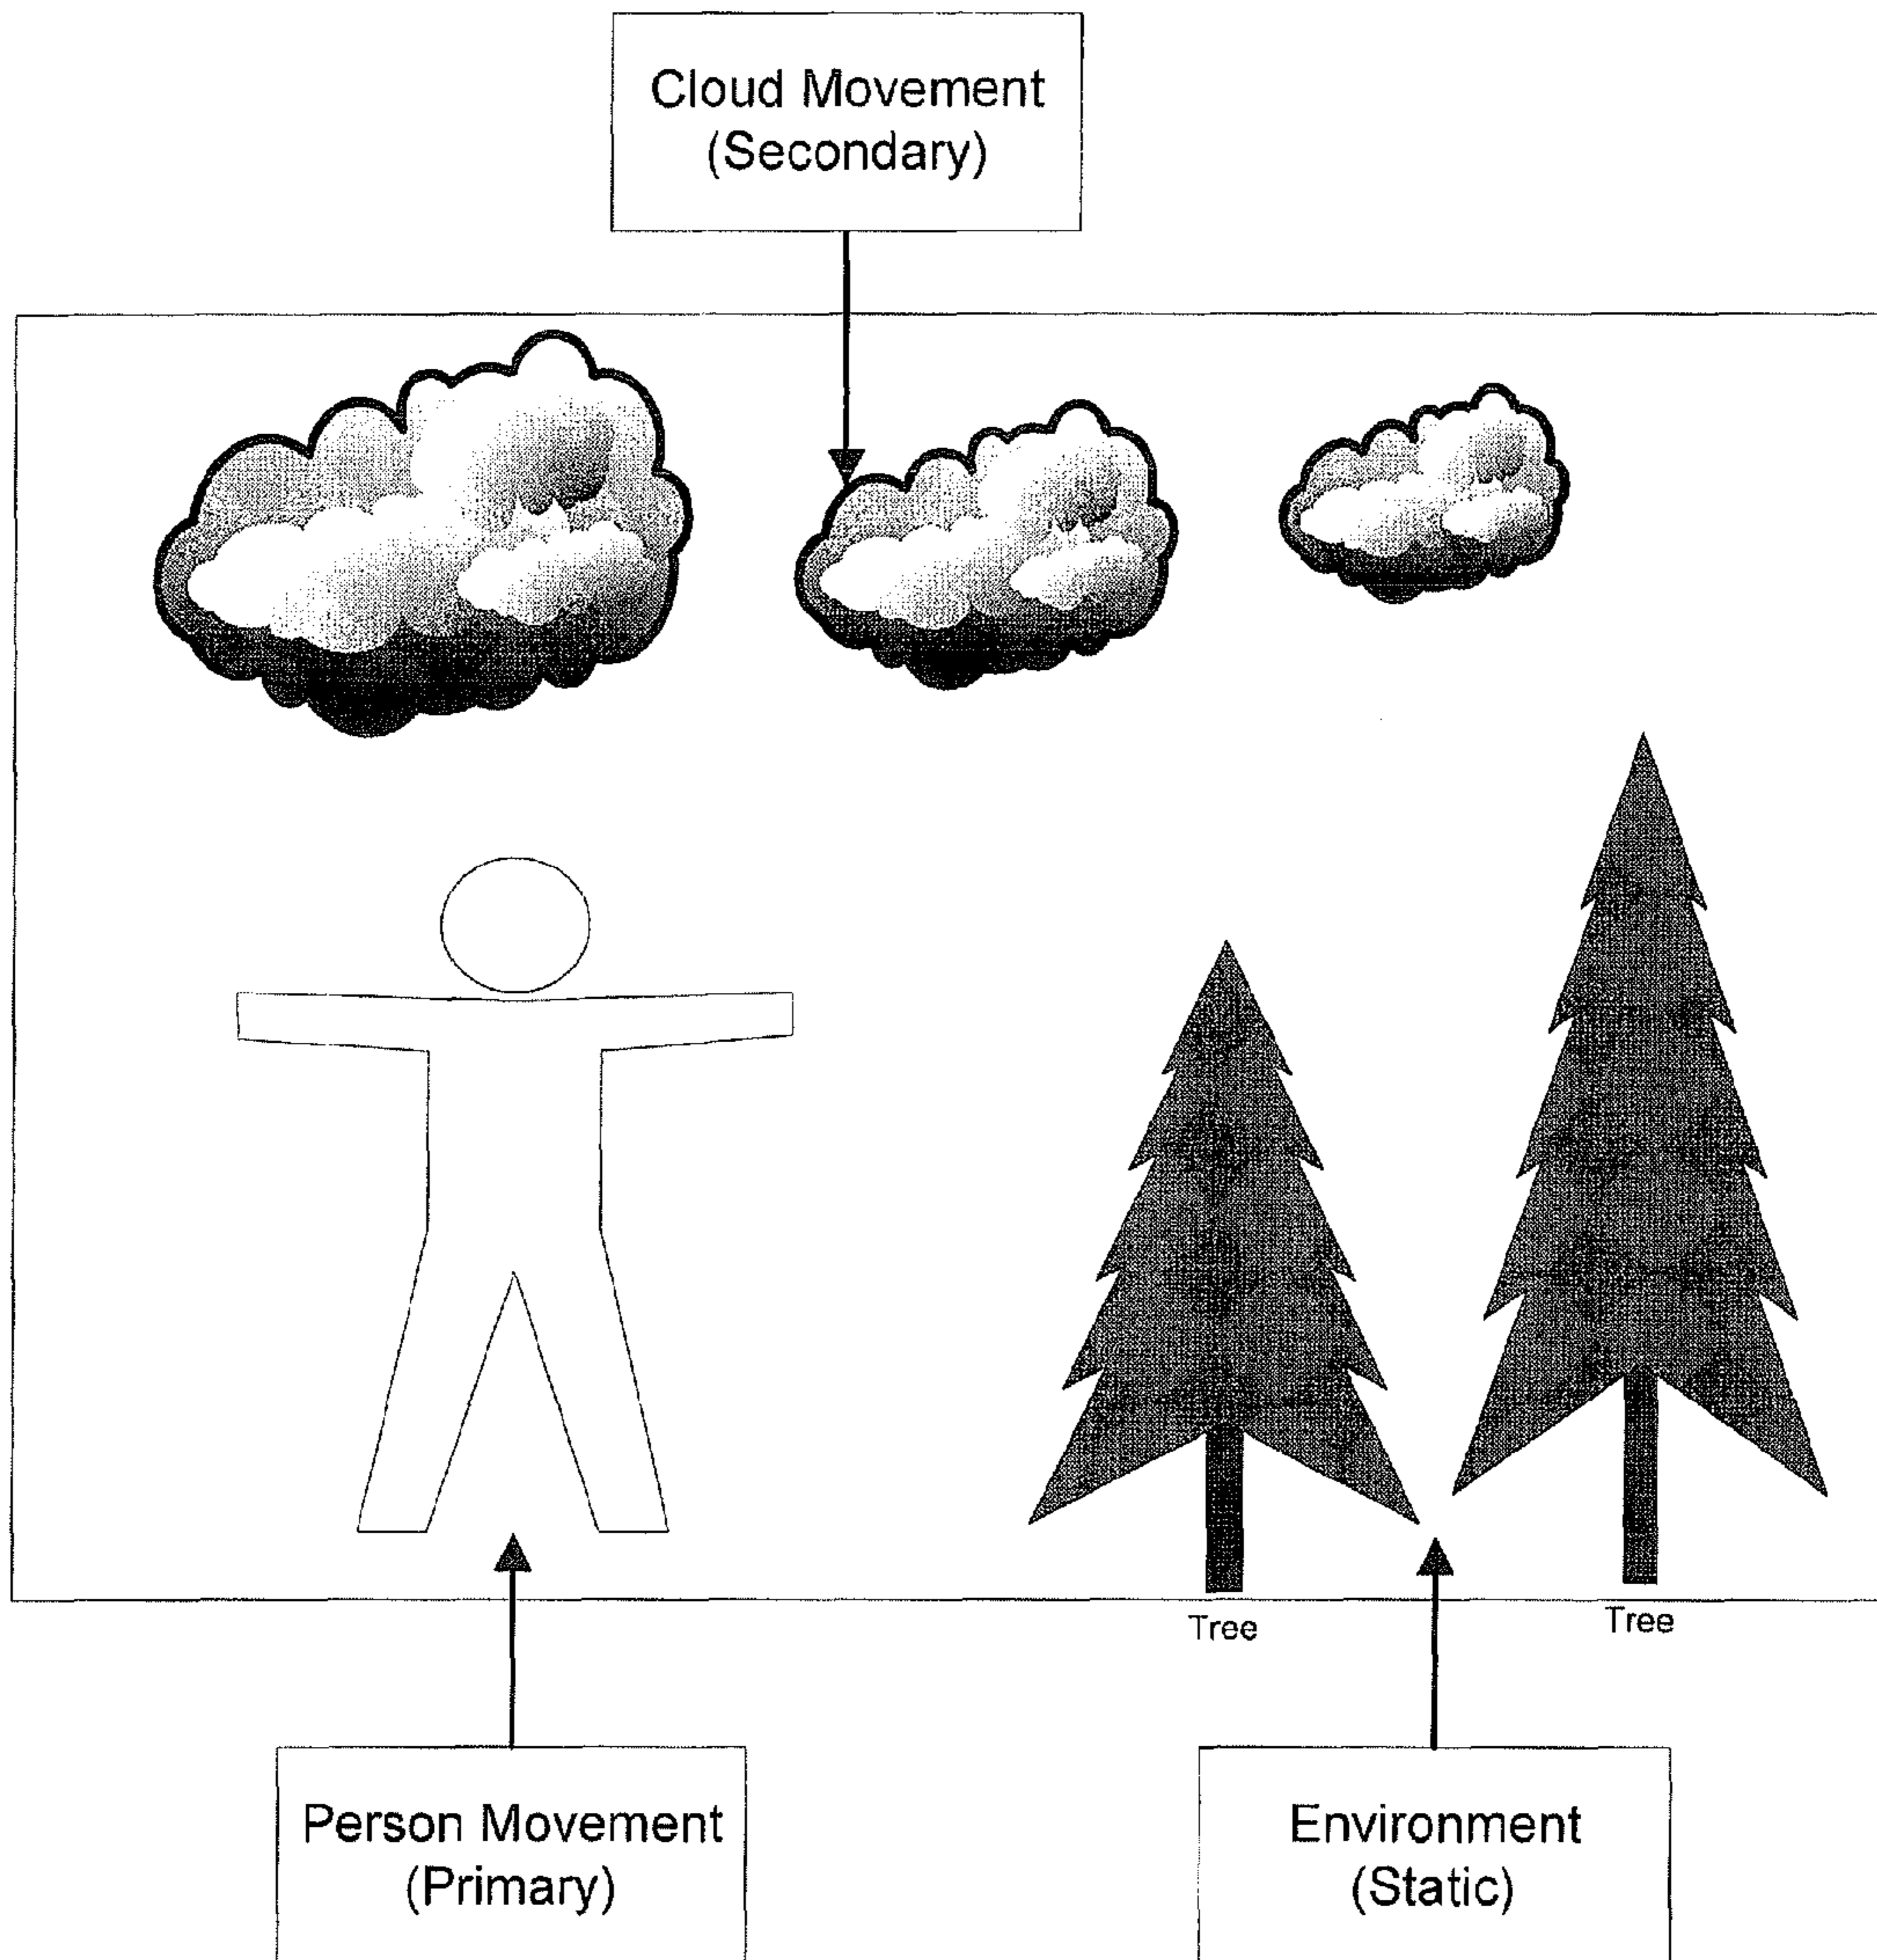 Cloud Movement
(Secondary)
Tree
Tree
Person Movement
(Primary)
Environment
(Static)